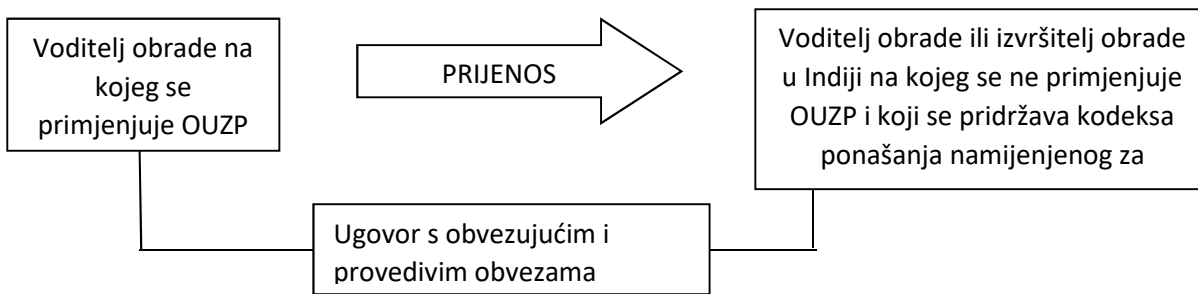 Voditelj obrade na
kojeg se
primjenjuje OUZP
PRIJENOS
Voditelj obrade ili izvršitelj obrade
u Indiji na kojeg se ne primjenjuje
OUZP i koji se pridržava kodeksa
ponašanja namijenjenog za
Ugovor s obvezujućim i
provedivim obvezama